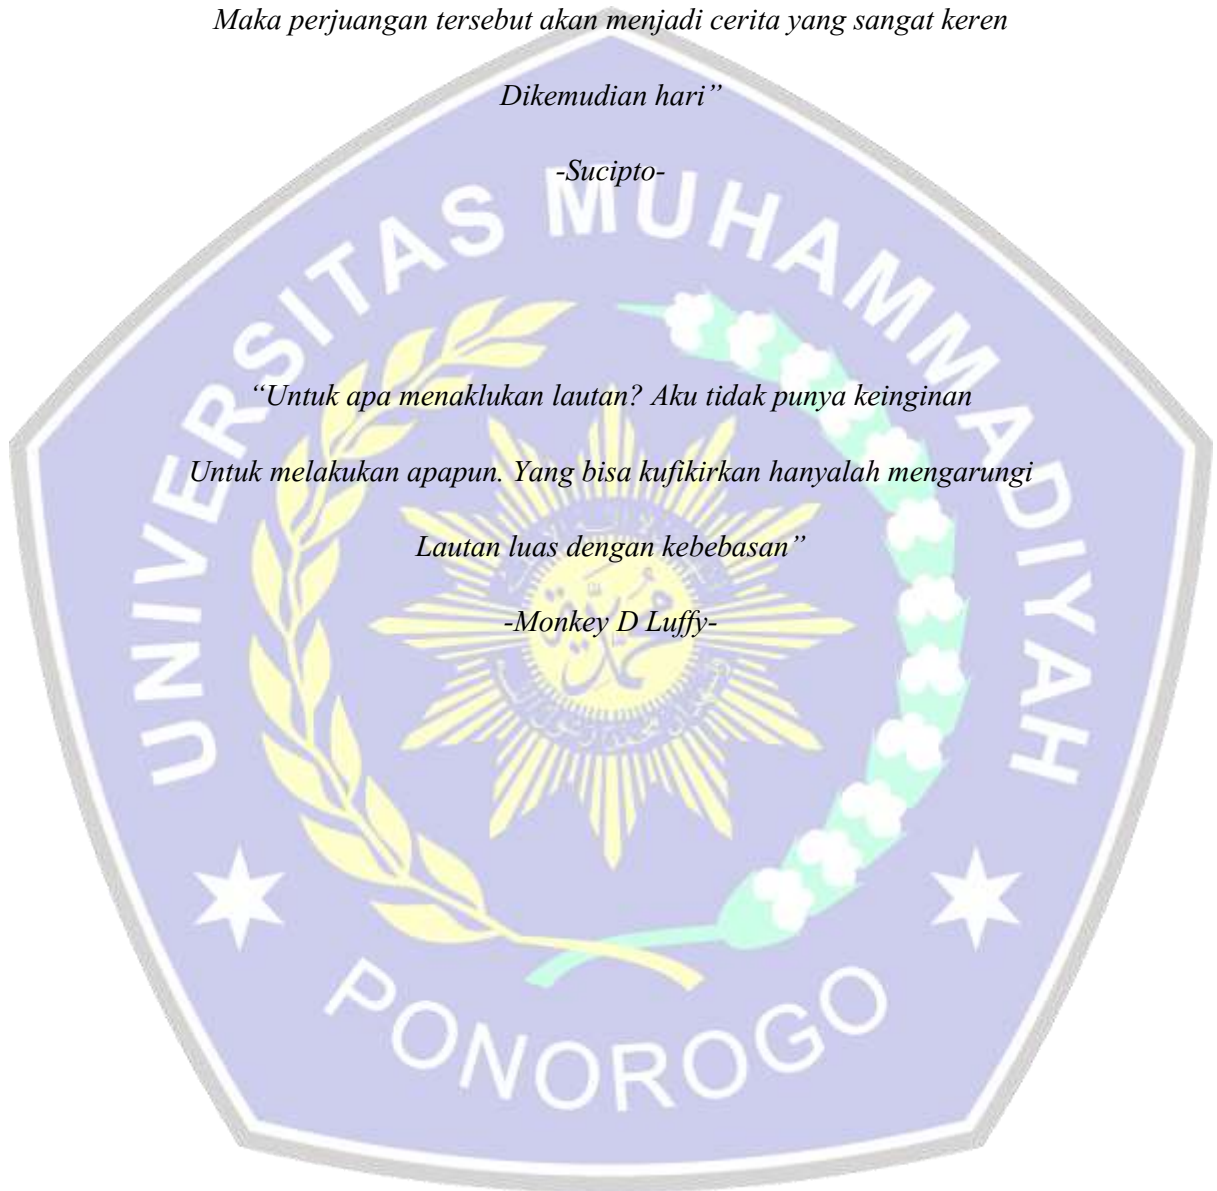 Maka perjuangan tersebut akan menjadi cerita yang sangat keren
Dikemudian hari”
-Sucipto-
UNIVERSITAS MUHAMMADIYAH
“Untuk apa menaklukan lautan? Aku tidak punya keinginan
Untuk melakukan apapun. Yang bisa kufikirkan hanyalah mengarungi
Lautan luas dengan kebebasan”
-Monkey D Luffy-
محمدية
PONOROGO